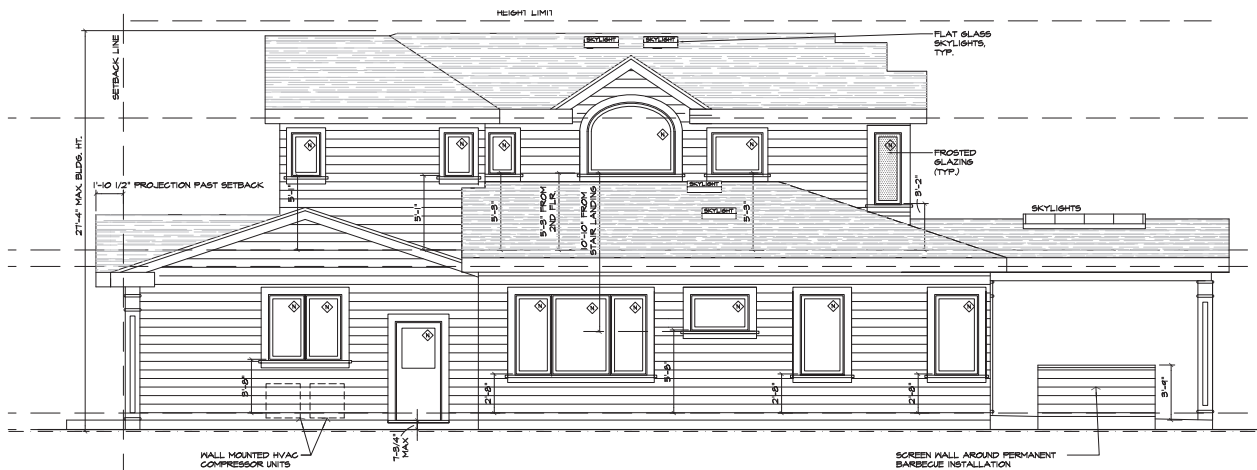 HEIGHT LIMIT
SETBACK LINE
27'-4" MAX. BLDG. HT.
SKYLIGHT
SKYLIGHT
FLAT GLASS
SKYLIGHTS,
TYP.
N
N
N
N
N
N
FROSTED
GLAZING
(TYP.)
1'-10 1/2" PROJECTION PAST SETBACK
5'-1"
5'-1"
5'-3"
5'-3" FROM
2ND FLR.
10'-10" FROM
STAIR LANDING
5'-3"
3'-2"
SKYLIGHT
SKYLIGHT
SKYLIGHTS
N
N
N
N
N
N
N
N
N
3'-8"
2'-8"
5'-8"
2'-8"
2'-8"
3'-4"
7-3/4"
MAX
WALL MOUNTED HVAC
COMPRESSOR UNITS
SCREEN WALL AROUND PERMANENT
BARBECUE INSTALLATION